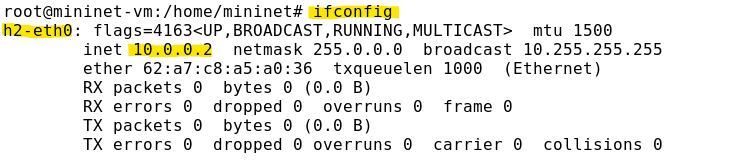 root@mininet-vm:/home/mininet# ifconfig
h2-eth0: flags=4163<UP,BROADCAST,RUNNING,MULTICAST>  mtu 1500
        inet 10.0.0.2  netmask 255.0.0.0  broadcast 10.255.255.255
        ether 62:a7:c8:a5:a0:36  txqueuelen 1000  (Ethernet)
        RX packets 0  bytes 0 (0.0 B)
        RX errors 0  dropped 0  overruns 0  frame 0
        TX packets 0  bytes 0 (0.0 B)
        TX errors 0  dropped 0 overruns 0  carrier 0  collisions 0